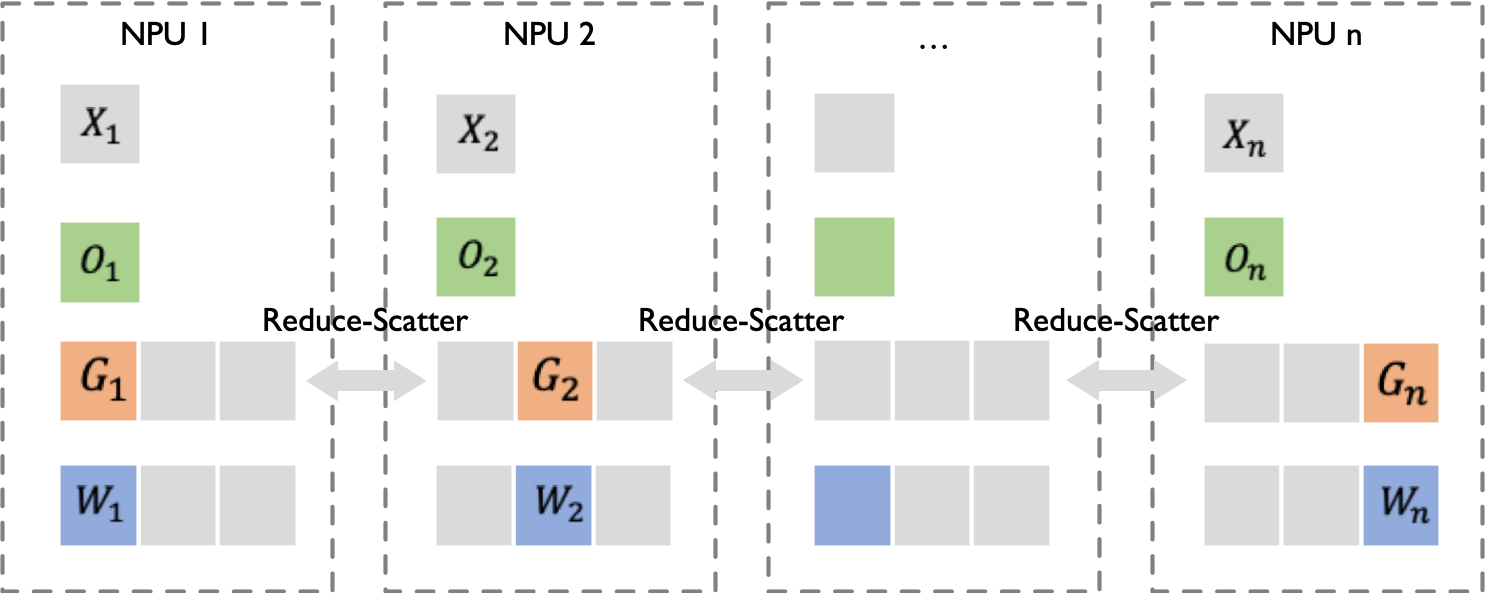 NPU 1 NPU 2 … NPU n
X₁ X₂ Xₙ
O₁ O₂ Oₙ
Reduce-Scatter Reduce-Scatter Reduce-Scatter
G₁ G₂ Gₙ
W₁ W₂ Wₙ